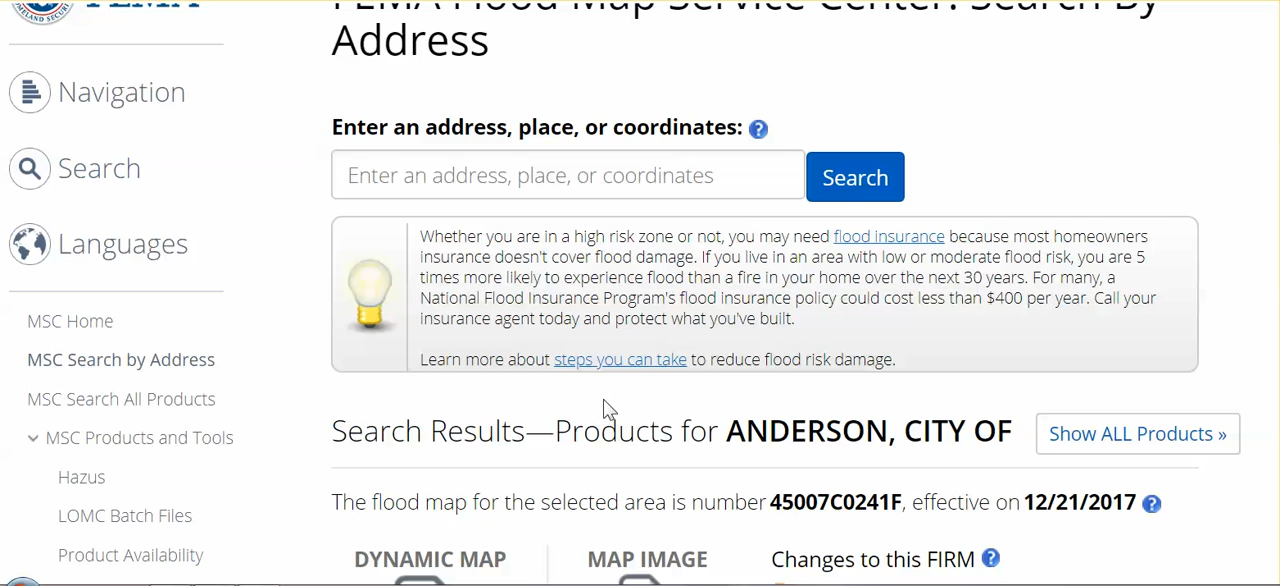 FEMA Flood Map Service Center: Search By
Address
Navigation
Search
Languages
MSC Home
MSC Search by Address
MSC Search All Products
MSC Products and Tools
Hazus
LOMC Batch Files
Product Availability
Enter an address, place, or coordinates: ?
Enter an address, place, or coordinates
Search
Whether you are in a high risk zone or not, you may need flood insurance because most homeowners
insurance doesn't cover flood damage. If you live in an area with low or moderate flood risk, you are 5
times more likely to experience flood than a fire in your home over the next 30 years. For many, a
National Flood Insurance Program's flood insurance policy could cost less than $400 per year. Call your
insurance agent today and protect what you've built.
Learn more about steps you can take to reduce flood risk damage.
Search Results—Products for ANDERSON, CITY OF
Show ALL Products »
The flood map for the selected area is number 45007C0241F, effective on 12/21/2017 ?
DYNAMIC MAP
MAP IMAGE
Changes to this FIRM ?